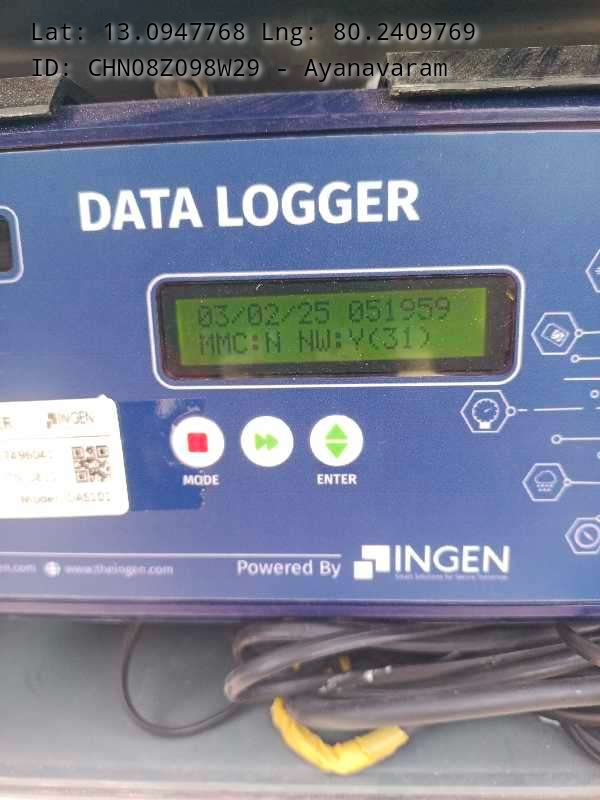 Lat: 13.0947768 Lng: 80.2409769
ID: CHN08Z098W29 - Ayanavaram
DATA LOGGER
03/02/25 051959
MMC:N NW:Y(31)
INGEN
MODE
ENTER
www.theingen.com
Powered By INGEN